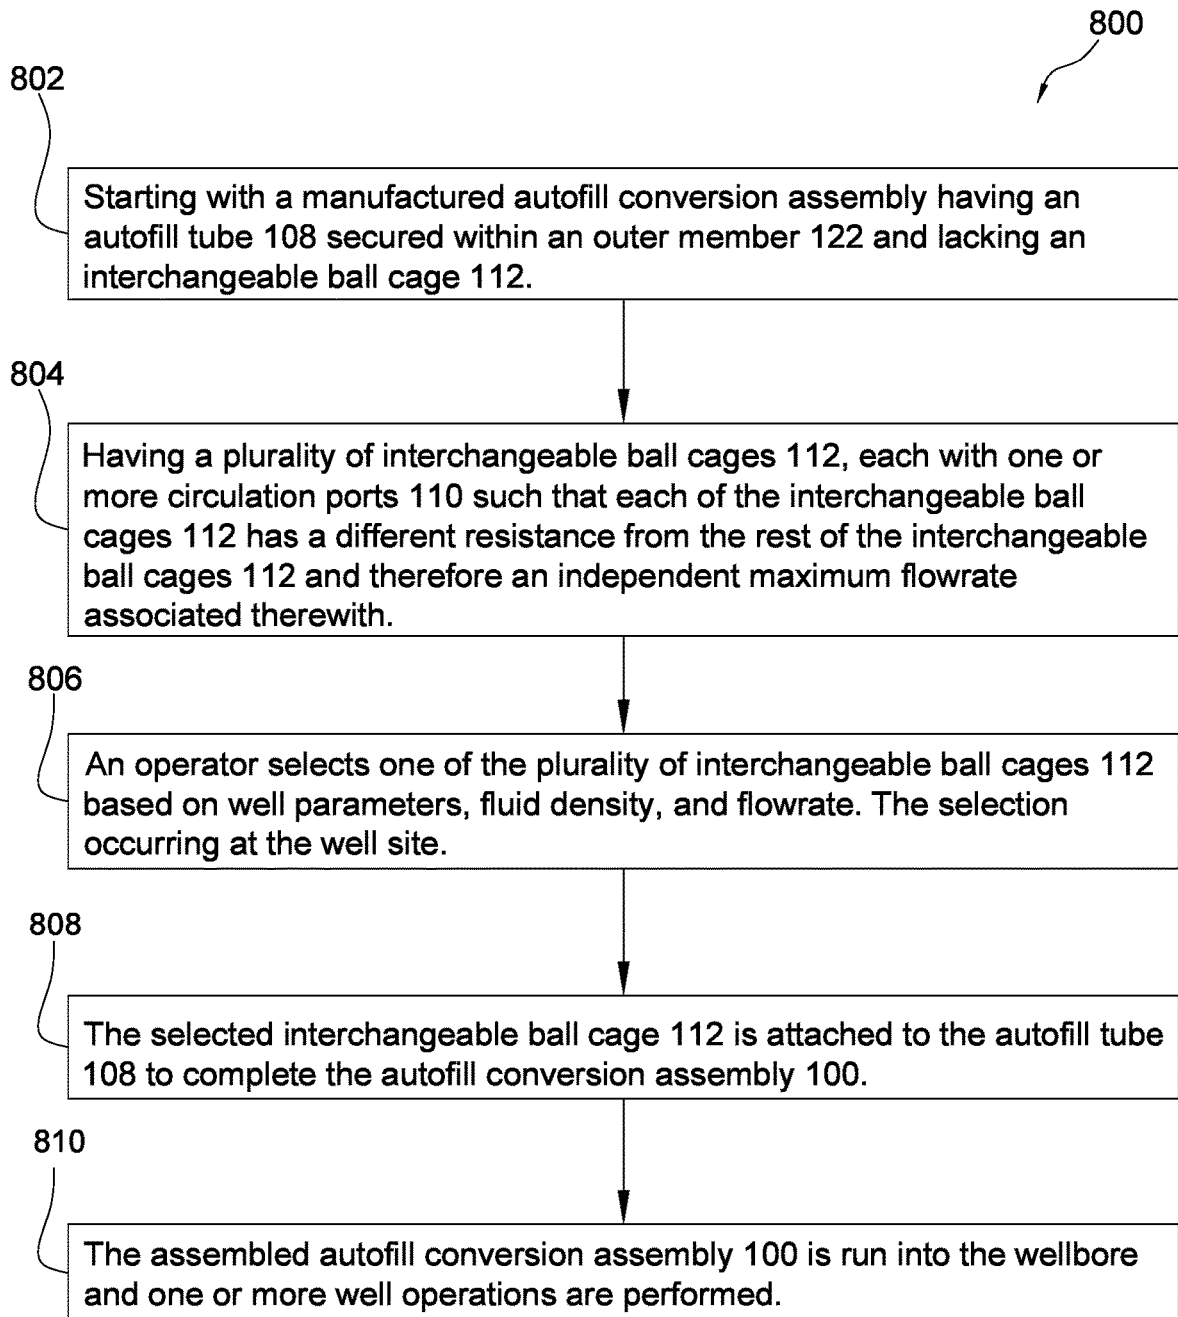 800
802
Starting with a manufactured autofill conversion assembly having an
autofill tube 108 secured within an outer member 122 and lacking an
interchangeable ball cage 112.
804
Having a plurality of interchangeable ball cages 112, each with one or
more circulation ports 110 such that each of the interchangeable ball
cages 112 has a different resistance from the rest of the interchangeable
ball cages 112 and therefore an independent maximum flowrate
associated therewith.
806
An operator selects one of the plurality of interchangeable ball cages 112
based on well parameters, fluid density, and flowrate. The selection
occurring at the well site.
808
The selected interchangeable ball cage 112 is attached to the autofill tube
108 to complete the autofill conversion assembly 100.
810
The assembled autofill conversion assembly 100 is run into the wellbore
and one or more well operations are performed.